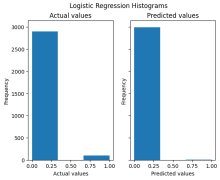 Logistic Regression Histograms
Actual values
Predicted values
3000
2500
2000
1500
1000
500
0
Frequency
Frequency
0.00 0.25 0.50 0.75 1.00
0.00 0.25 0.50 0.75 1.00
Actual values
Predicted values